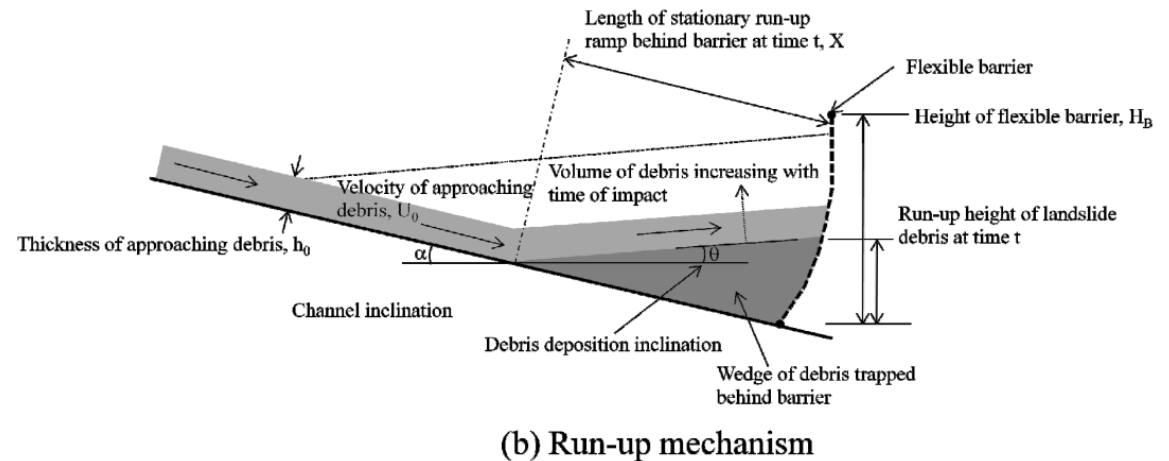 Length of stationary run-up
ramp behind barrier at time t, X
Flexible barrier
Height of flexible barrier, H_B
Velocity of approaching
debris, U_0
Volume of debris increasing with
time of impact
Run-up height of landslide
debris at time t
Thickness of approaching debris, h_0
α
θ
Channel inclination
Debris deposition inclination
Wedge of debris trapped
behind barrier
(b) Run-up mechanism